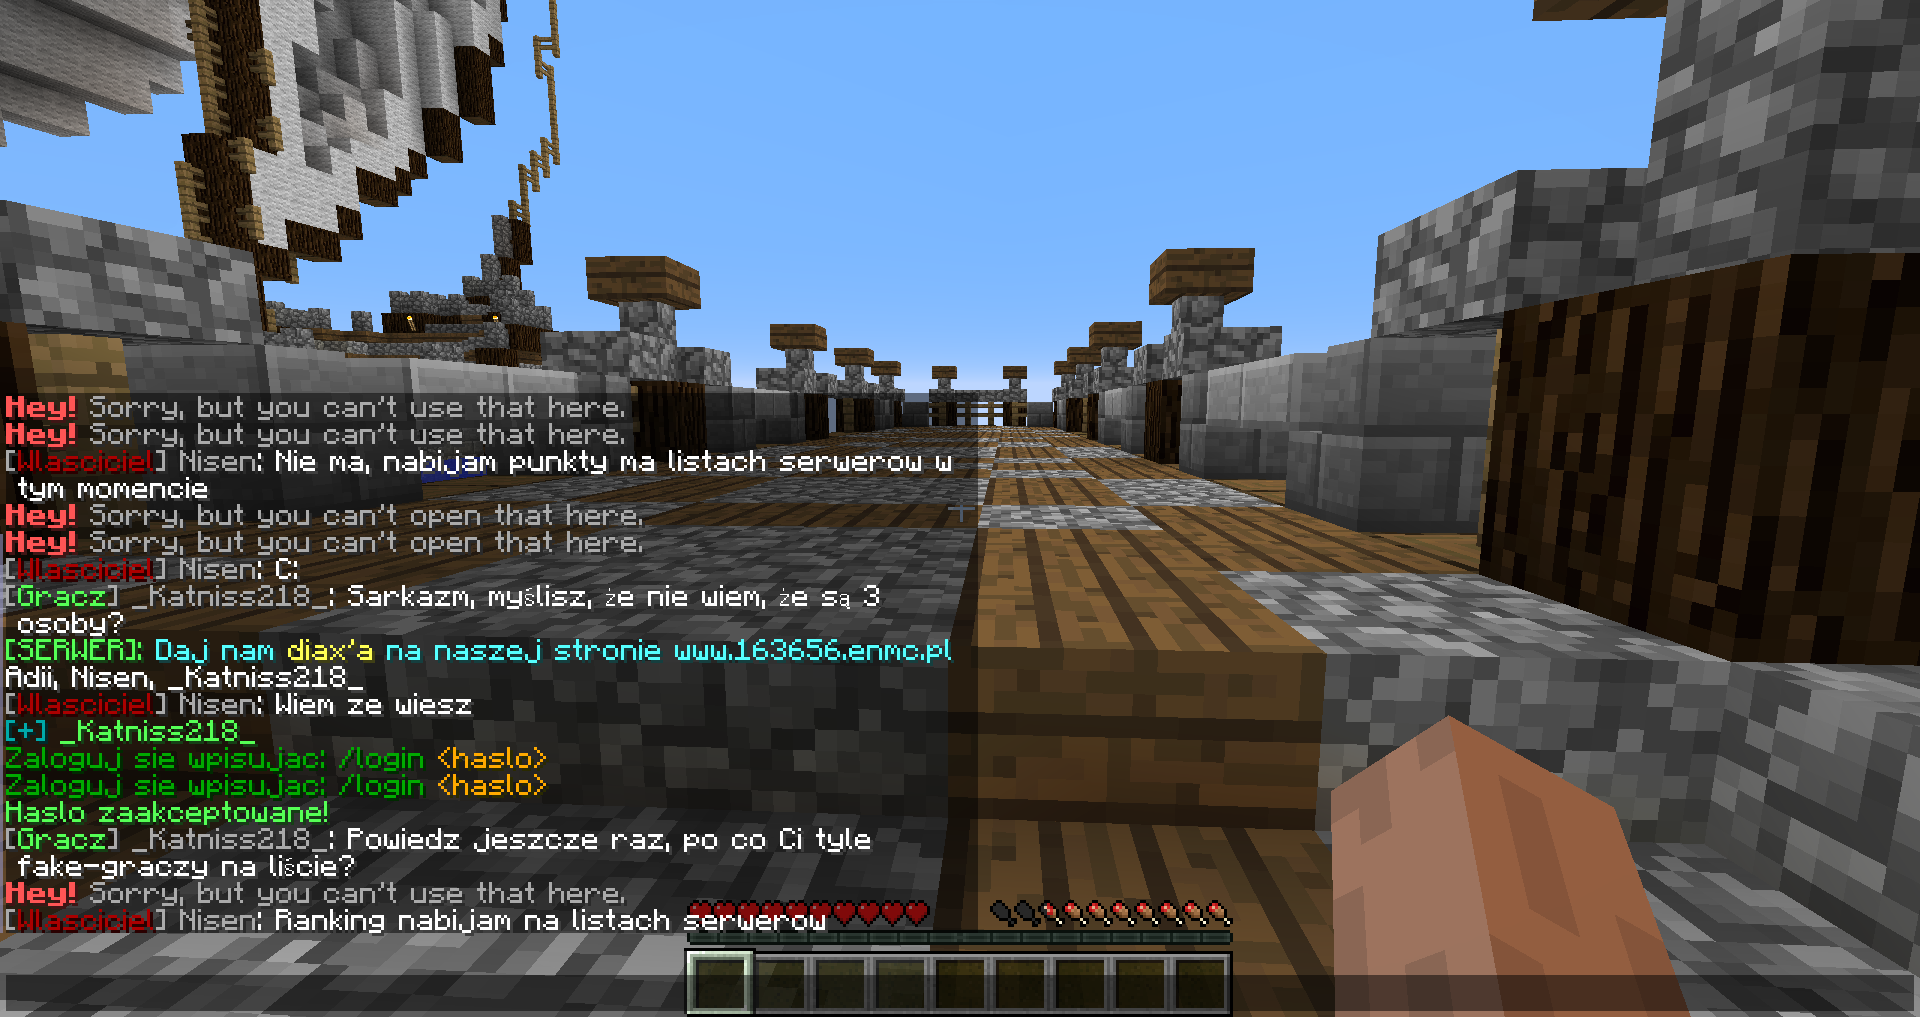 Hey! Sorry, but you can't use that here.
Hey! Sorry, but you can't use that here.
[Wlasciciel] Nisen: Nie ma, nabijam punkty ma listach serwerow w
tym momencie
Hey! Sorry, but you can't open that here.
Hey! Sorry, but you can't open that here.
[Wlasciciel] Nisen: C:
[Gracz] _Katniss218_: Sarkazm, myślisz, że nie wiem, że są 3
osoby?
[SERWER]: Daj nam diax'a na naszej stronie www.163656.enmc.pl
Adii, Nisen, _Katniss218_
[Wlasciciel] Nisen: Wiem ze wiesz
[+] _Katniss218_
Zaloguj sie wpisujac: /login <haslo>
Zaloguj sie wpisujac: /login <haslo>
Haslo zaakceptowane!
[Gracz] _Katniss218_: Powiedz jeszcze raz, po co Ci tyle
fake-graczy na liście?
Hey! Sorry, but you can't use that here.
[Wlasciciel] Nisen: Ranking nabijam na listach serwerow